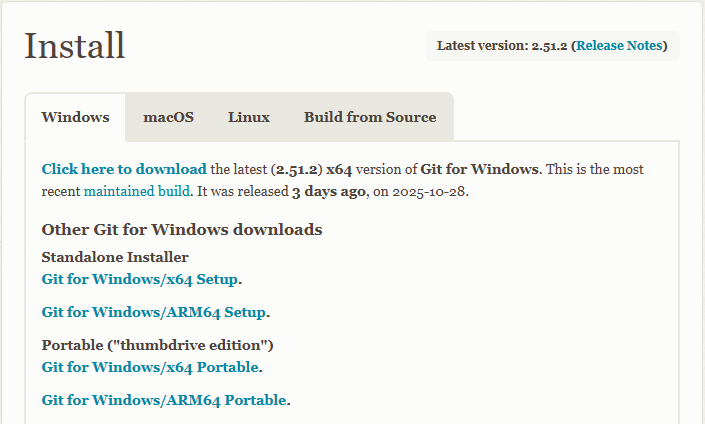 Install
Latest version: 2.51.2 (Release Notes)
Windows
macOS
Linux
Build from Source
Click here to download the latest (2.51.2) x64 version of Git for Windows. This is the most
recent maintained build. It was released 3 days ago, on 2025-10-28.
Other Git for Windows downloads
Standalone Installer
Git for Windows/x64 Setup.
Git for Windows/ARM64 Setup.
Portable ("thumbdrive edition")
Git for Windows/x64 Portable.
Git for Windows/ARM64 Portable.